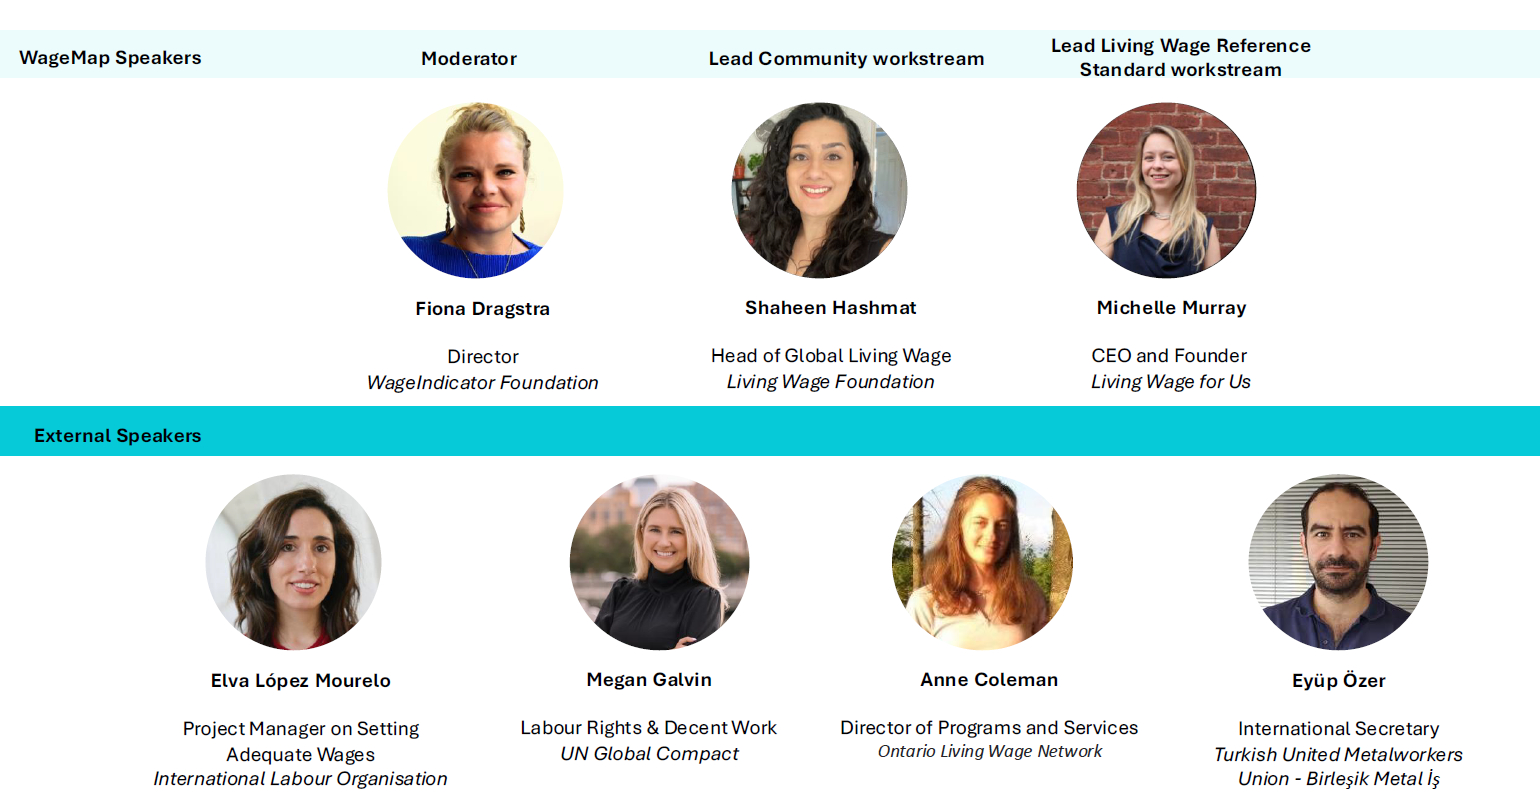 WageMap Speakers
Moderator
Lead Community workstream
Lead Living Wage Reference
Standard workstream
Fiona Dragstra
Director
WageIndicator Foundation
Shaheen Hashmat
Head of Global Living Wage
Living Wage Foundation
Michelle Murray
CEO and Founder
Living Wage for Us
External Speakers
Elva López Mourelo
Project Manager on Setting
Adequate Wages
International Labour Organisation
Megan Galvin
Labour Rights & Decent Work
UN Global Compact
Anne Coleman
Director of Programs and Services
Ontario Living Wage Network
Eyüp Özer
International Secretary
Turkish United Metalworkers
Union - Birleşik Metal İş